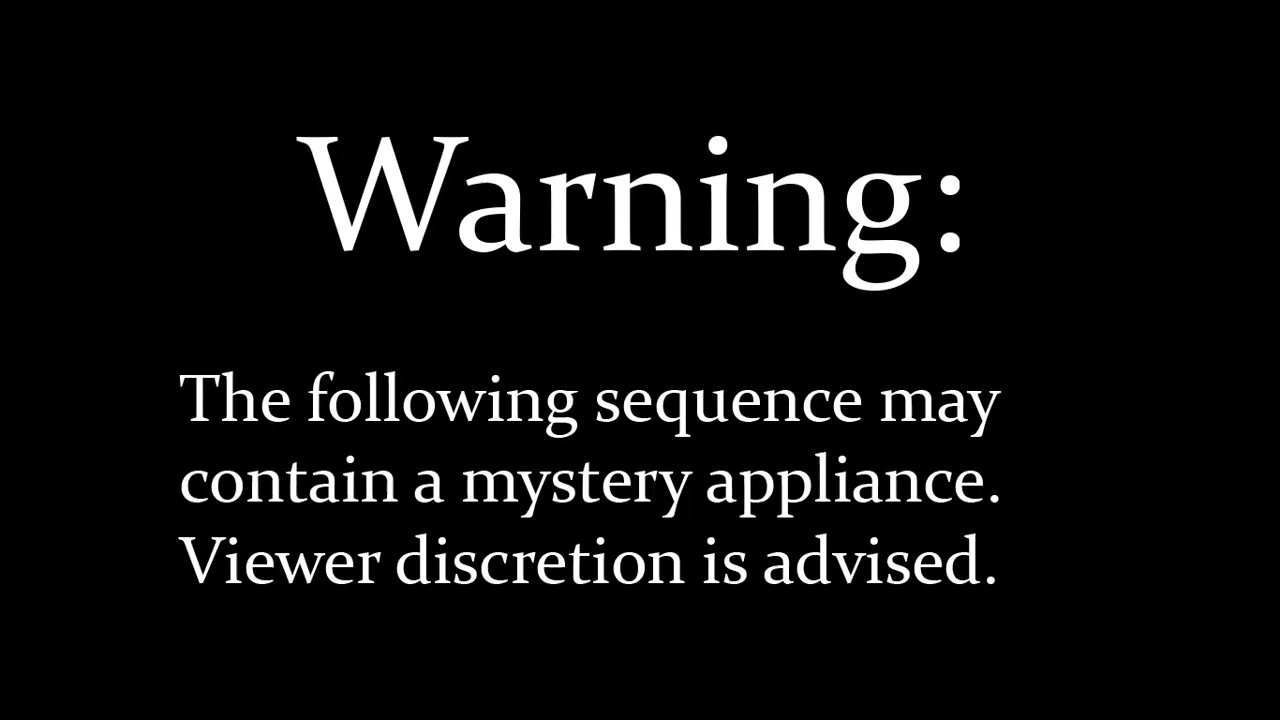 Warning:
The following sequence may
contain a mystery appliance.
Viewer discretion is advised.